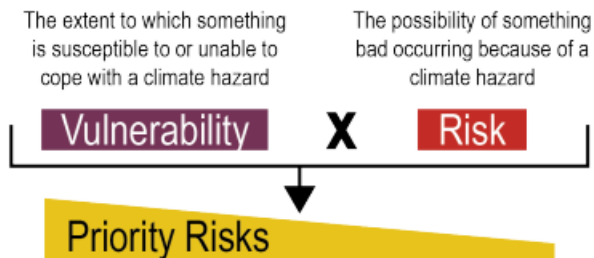 The extent to which something
is susceptible to or unable to
cope with a climate hazard
The possibility of something
bad occurring because of a
climate hazard
Vulnerability X Risk
Priority Risks